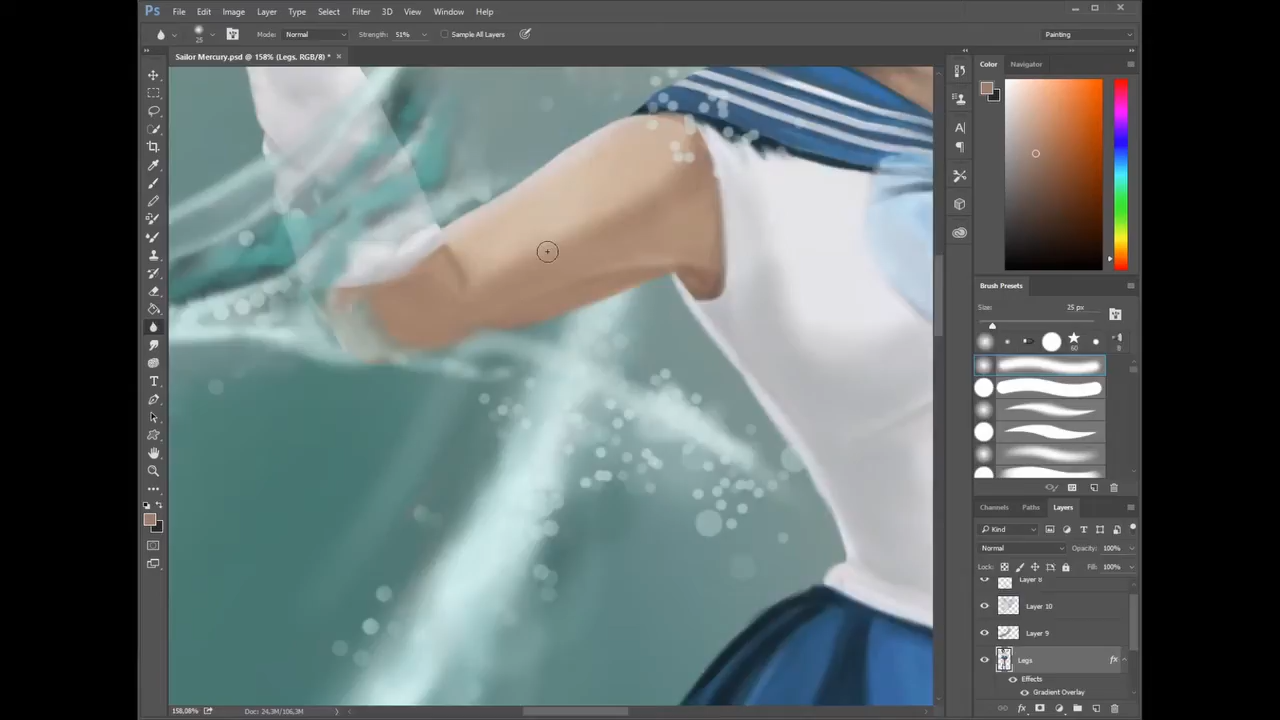 Ps File Edit Image Layer Type Select Filter 3D View Window Help
25 Mode: Normal Strength: 51% Sample All Layers Painting
Sailor Mercury.psd @ 158% (Legs, RGB/8) * ×
Color Navigator
Brush Presets
Size: 25 px
60
Channels Paths Layers
Kind
Normal Opacity: 100%
Lock: Fill: 100%
Layer 8
Layer 10
Layer 9
Legs fx
Effects
Gradient Overlay
158,08% Doc: 24,3M/106,3M